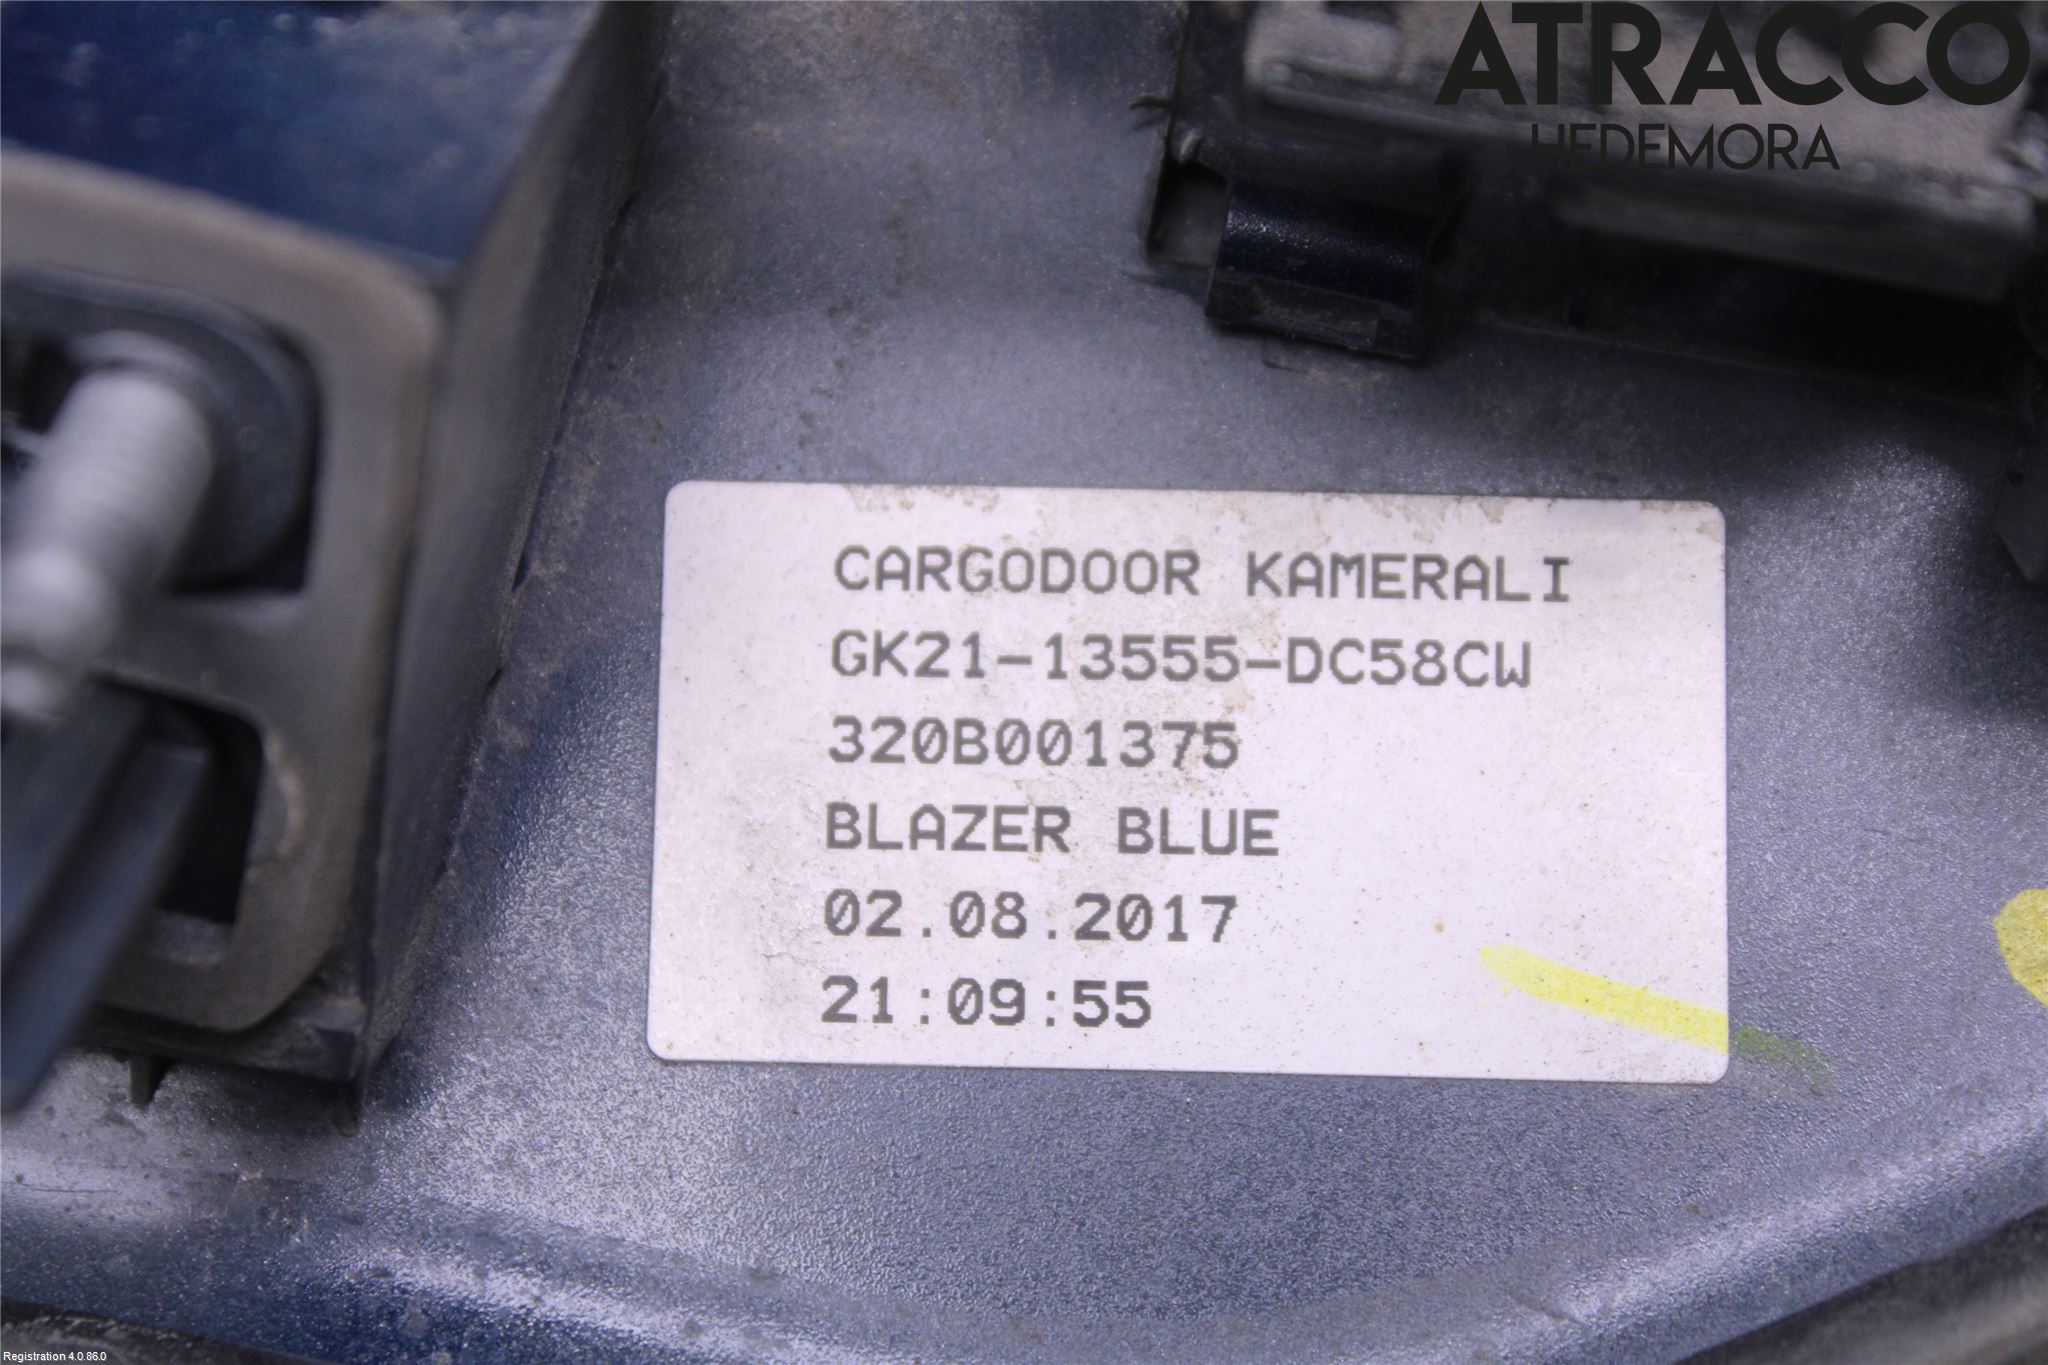 ATRACCO
HEDEMORA
CARGODOOR KAMERALI
GK21-13555-DC58CW
320B001375
BLAZER BLUE
02.08.2017
21:09:55
Registration 4.0.86.0